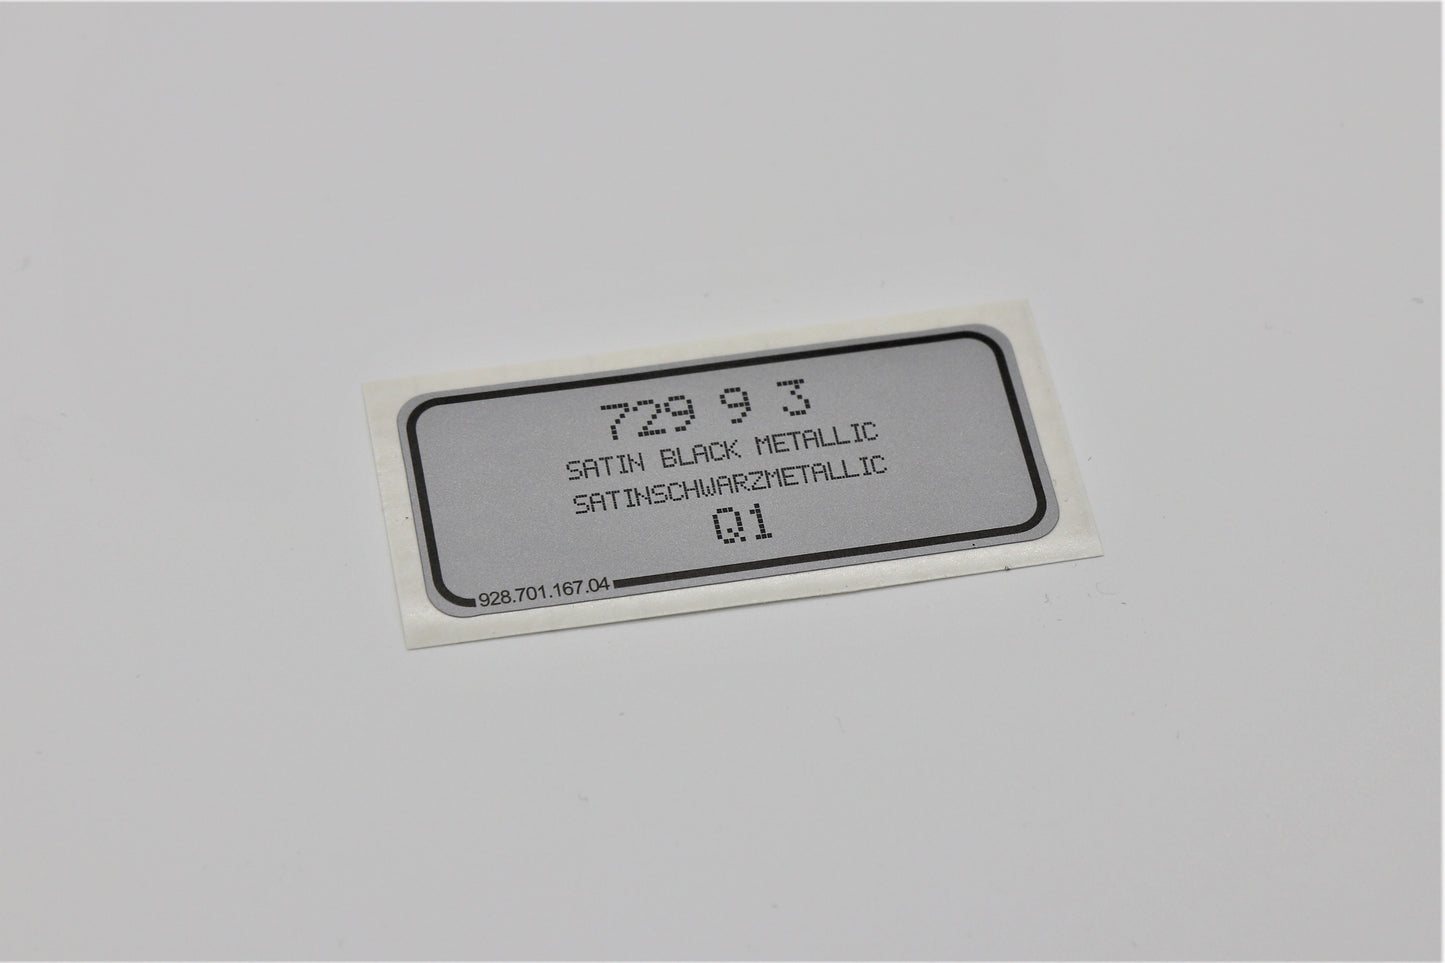 729 9 3
SATIN BLACK METALLIC
SATINSCHWARZMETALLIC
Q1
928.701.167.04